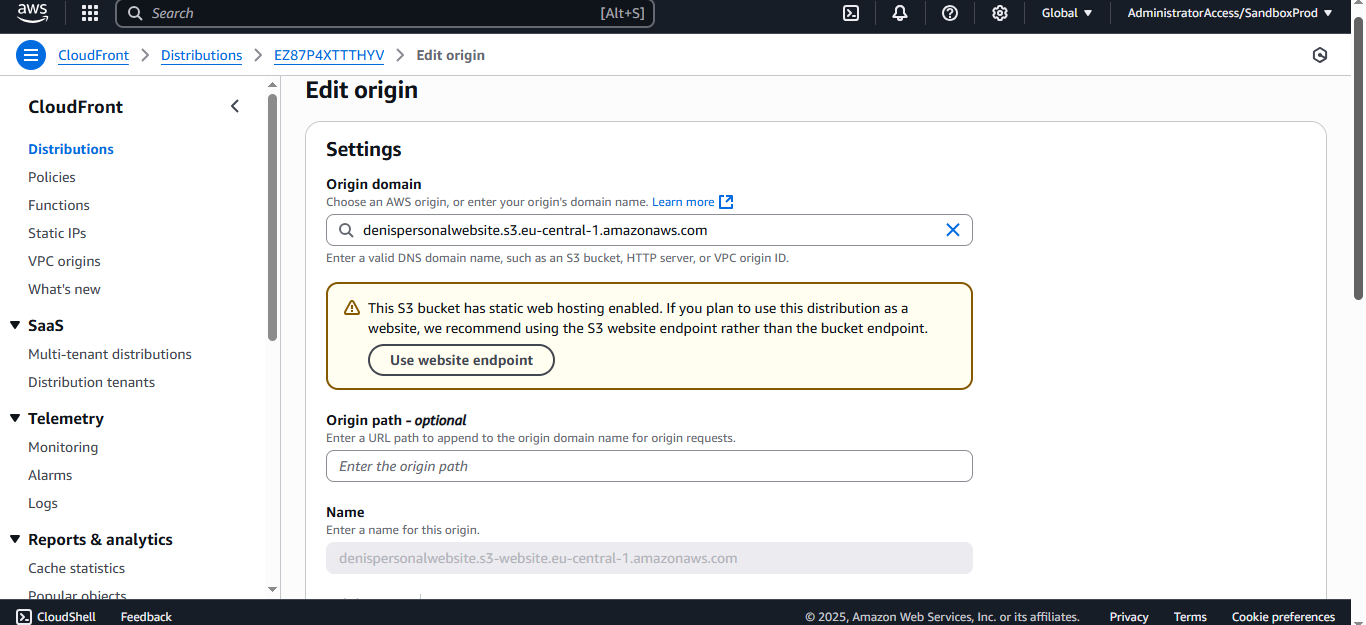 aws
Search
[Alt+S]
Global
AdministratorAccess/SandboxProd
CloudFront
Distributions
EZ87P4XTTTHYV
Edit origin
CloudFront
Distributions
Policies
Functions
Static IPs
VPC origins
What's new
SaaS
Multi-tenant distributions
Distribution tenants
Telemetry
Monitoring
Alarms
Logs
Reports & analytics
Cache statistics
Popular objects
Edit origin
Settings
Origin domain
Choose an AWS origin, or enter your origin's domain name. Learn more
denispersonalwebsite.s3.eu-central-1.amazonaws.com
Enter a valid DNS domain name, such as an S3 bucket, HTTP server, or VPC origin ID.
This S3 bucket has static web hosting enabled. If you plan to use this distribution as a
website, we recommend using the S3 website endpoint rather than the bucket endpoint.
Use website endpoint
Origin path - optional
Enter a URL path to append to the origin domain name for origin requests.
Enter the origin path
Name
Enter a name for this origin.
denispersonalwebsite.s3-website.eu-central-1.amazonaws.com
CloudShell
Feedback
© 2025, Amazon Web Services, Inc. or its affiliates.
Privacy
Terms
Cookie preferences